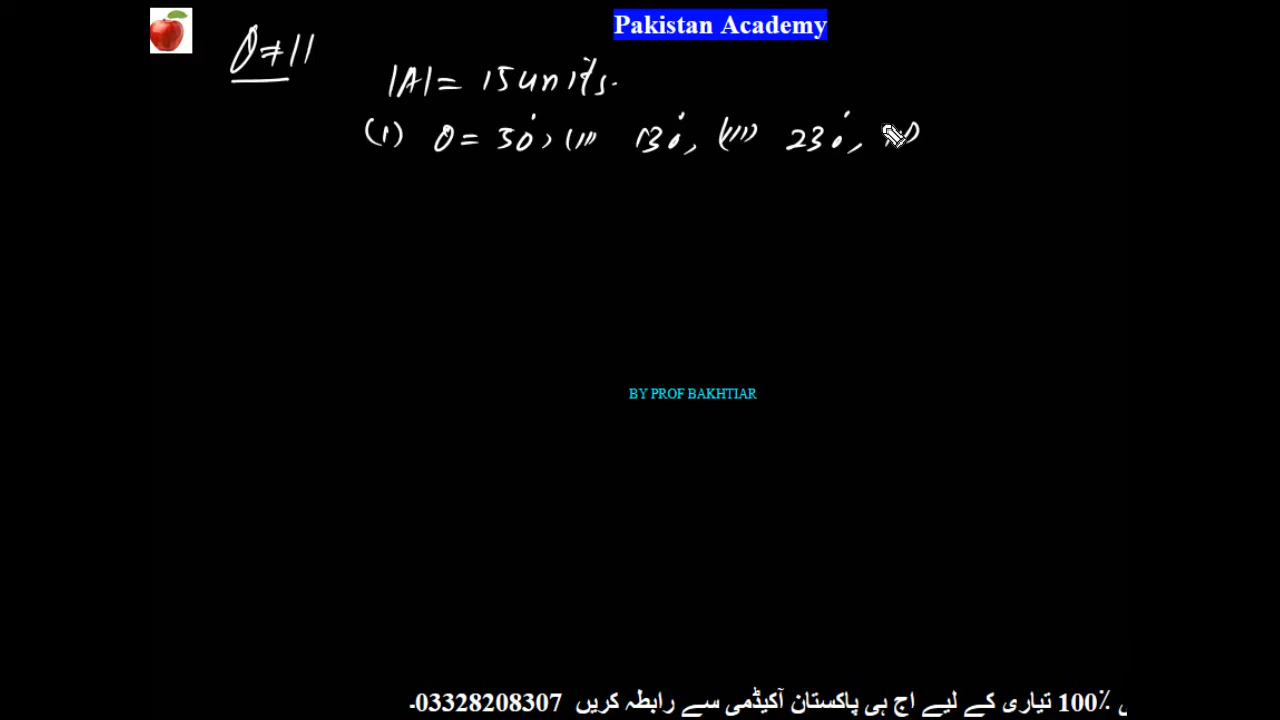 Pakistan Academy
Q# 11
|A| = 15 units.
(i) θ = 30°, (ii) 130°, (iii) 230°, (iv)
BY PROF BAKHTIAR
100٪ تیاری کے لیے اج ہی پاکستان آکیڈمی سے رابطہ کریں 03328208307-